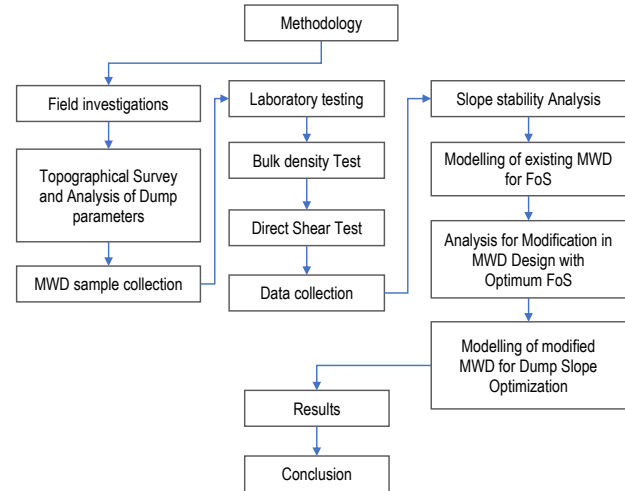 Methodology
Field investigations
Topographical Survey
and Analysis of Dump
parameters
MWD sample collection
Laboratory testing
Bulk density Test
Direct Shear Test
Data collection
Slope stability Analysis
Modelling of existing MWD
for FoS
Analysis for Modification in
MWD Design with
Optimum FoS
Modelling of modified
MWD for Dump Slope
Optimization
Results
Conclusion